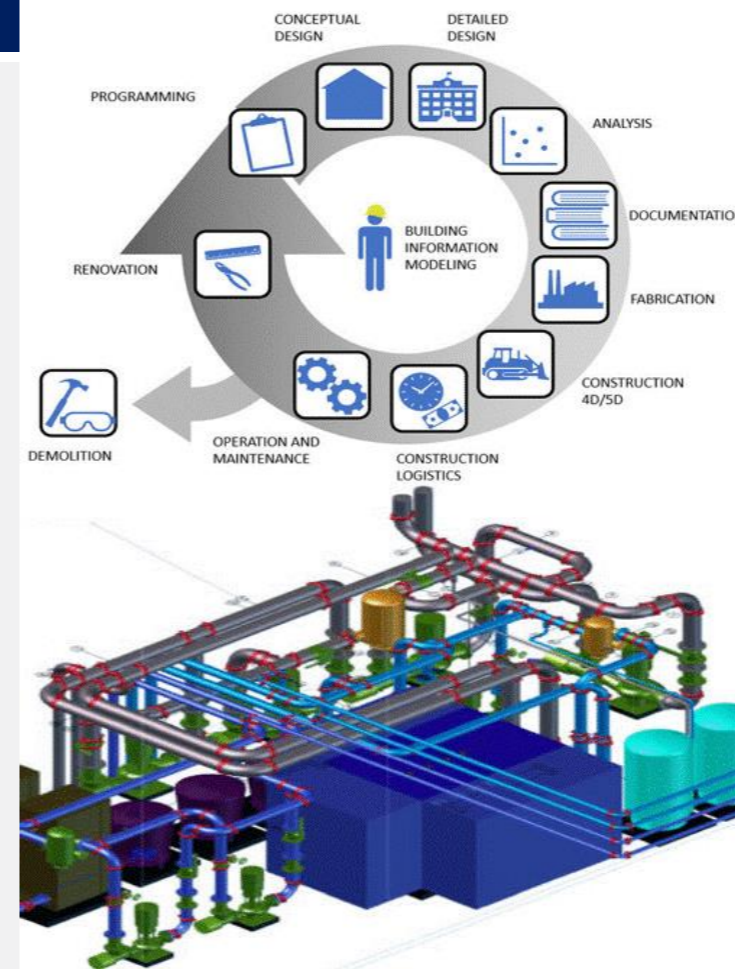 CONCEPTUAL
DESIGN
DETAILED
DESIGN
PROGRAMMING
ANALYSIS
DOCUMENTATIO
BUILDING
INFORMATION
MODELING
RENOVATION
FABRICATION
CONSTRUCTION
4D/5D
DEMOLITION
OPERATION AND
MAINTENANCE
CONSTRUCTION
LOGISTICS